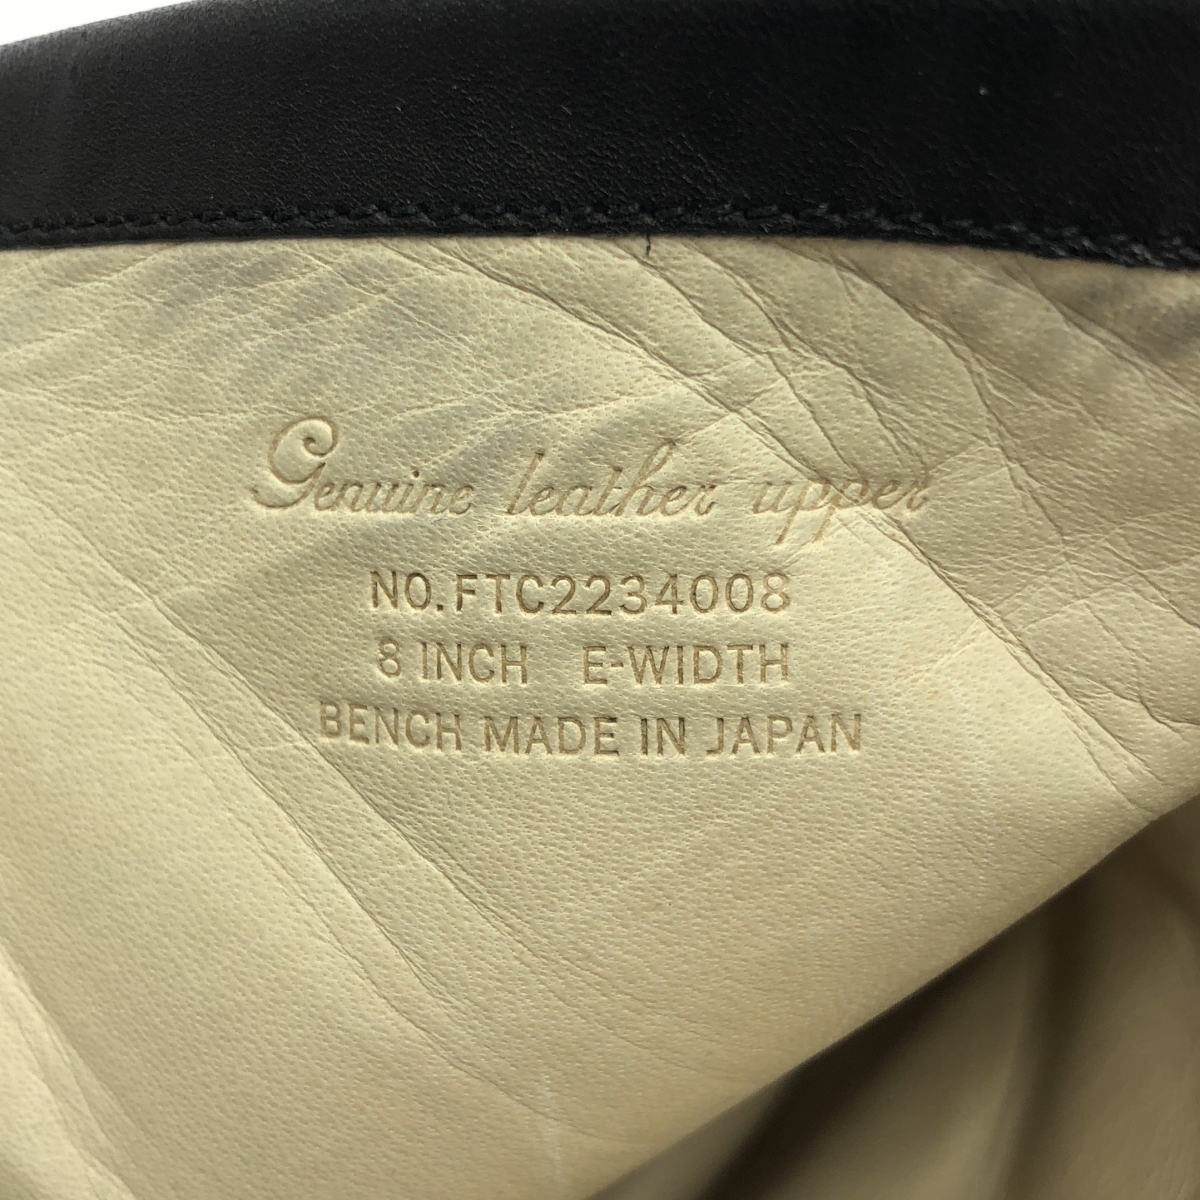 Genuine leather upper
NO.FTC2234008
8 INCH E-WIDTH
BENCH MADE IN JAPAN